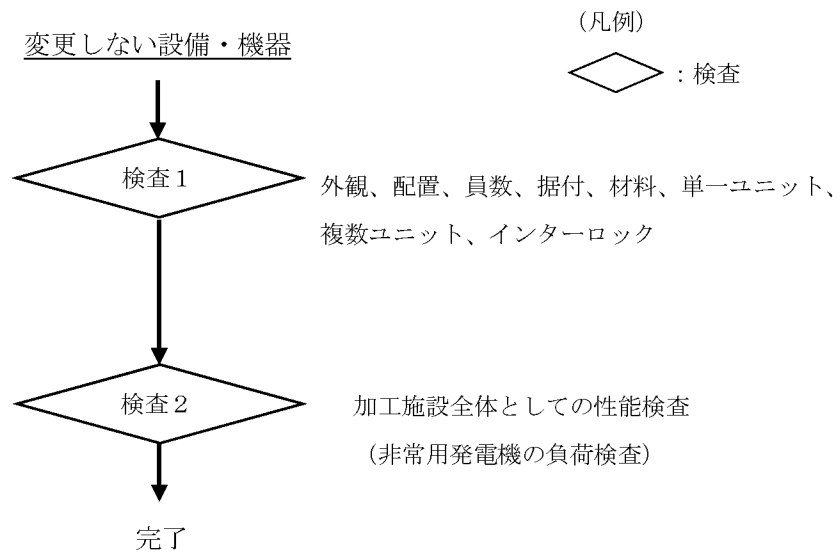 (凡例)
変更しない設備・機器
:検査
検査1
外観、配置、員数、据付、材料、単一ユニット、
複数ユニット、インターロック
検査2
加工施設全体としての性能検査
(非常用発電機の負荷検査)
完了